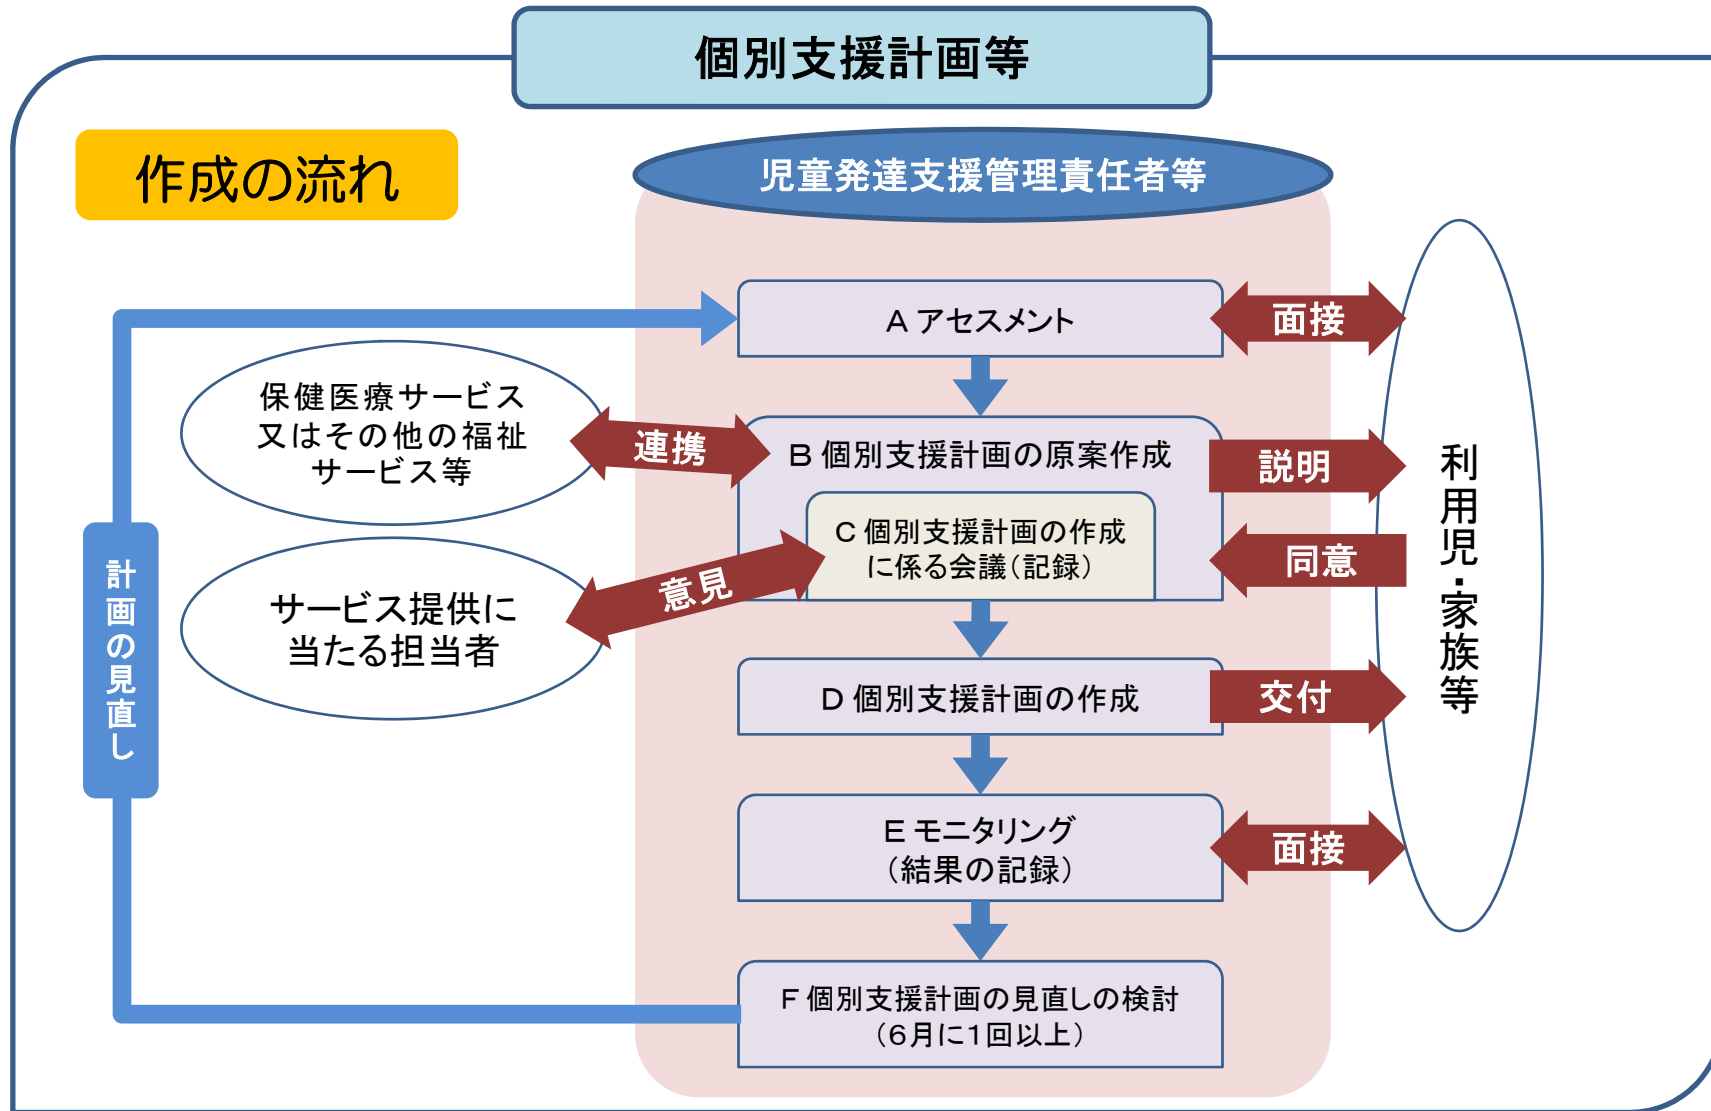 個別支援計画等
作成の流れ
児童発達支援管理責任者等
A アセスメント
面接
保健医療サービス
又はその他の福祉
サービス等
連携
B 個別支援計画の原案作成
説明
C 個別支援計画の作成
に係る会議(記録)
同意
意見
サービス提供に
当たる担当者
D 個別支援計画の作成
交付
利用児・家族等
計画の見直し
E モニタリング
(結果の記録)
面接
F 個別支援計画の見直しの検討
(6月に1回以上)